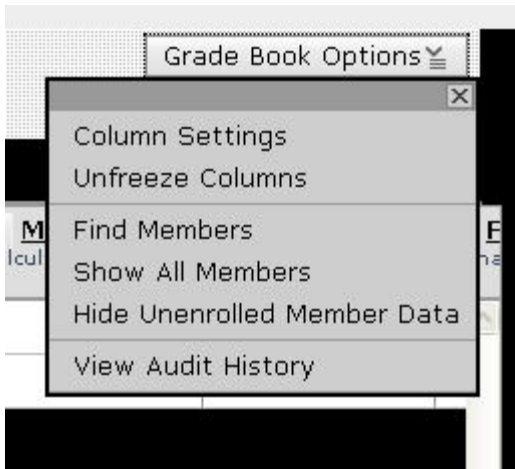 Grade Book Options
Column Settings
Unfreeze Columns
Find Members
Show All Members
Hide Unenrolled Member Data
View Audit History